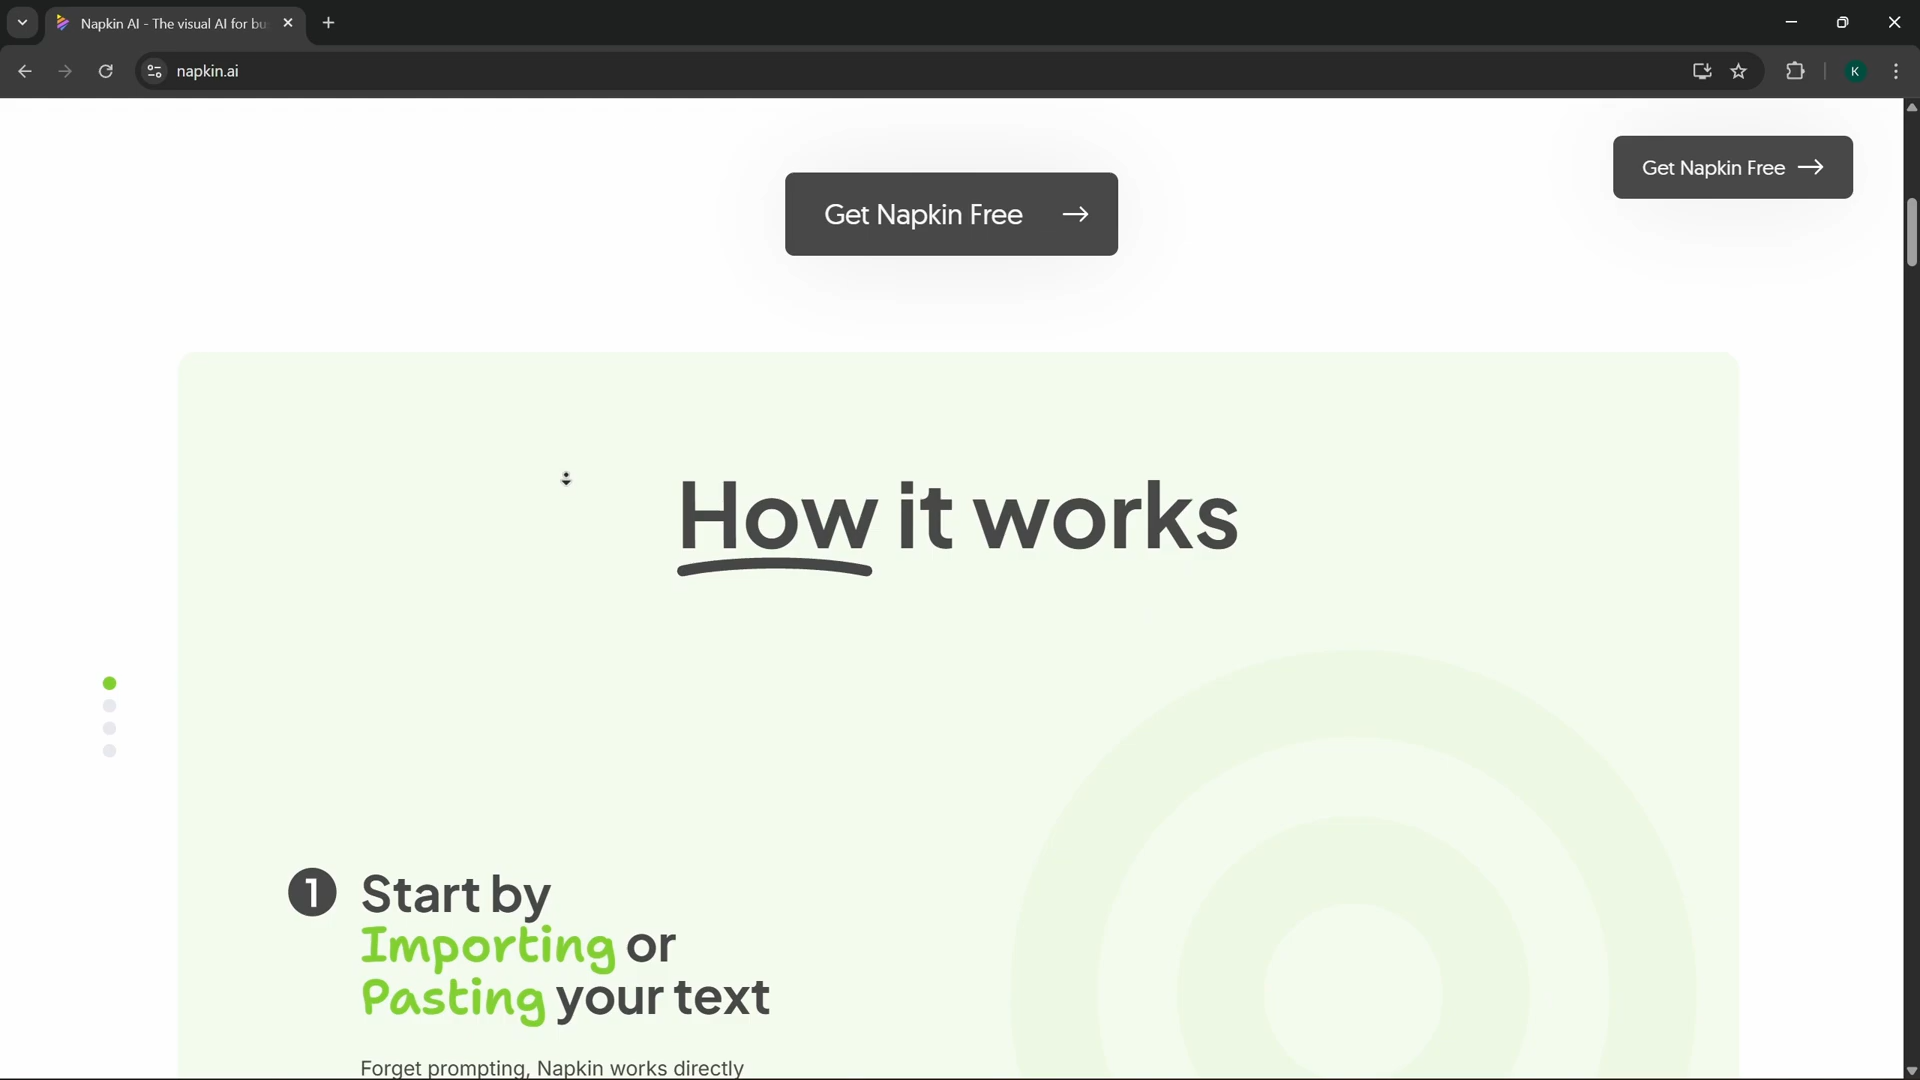 Napkin AI - The visual AI for bu
napkin.ai
K
Get Napkin Free
Get Napkin Free
How it works
1 Start by
Importing or
Pasting your text
Forget prompting, Napkin works directly